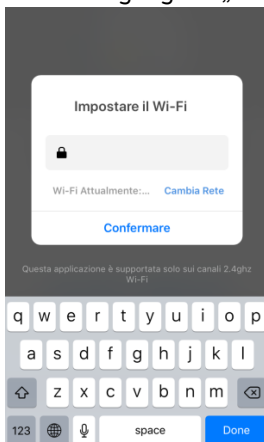 Impostare il Wi-Fi
Wi-Fi Attualmente:... Cambia Rete
Confermare
Questa applicazione è supportata solo sui canali 2.4ghz
Wi-Fi
q w e r t y u i o p
a s d f g h j k l
z x c v b n m
123 space Done